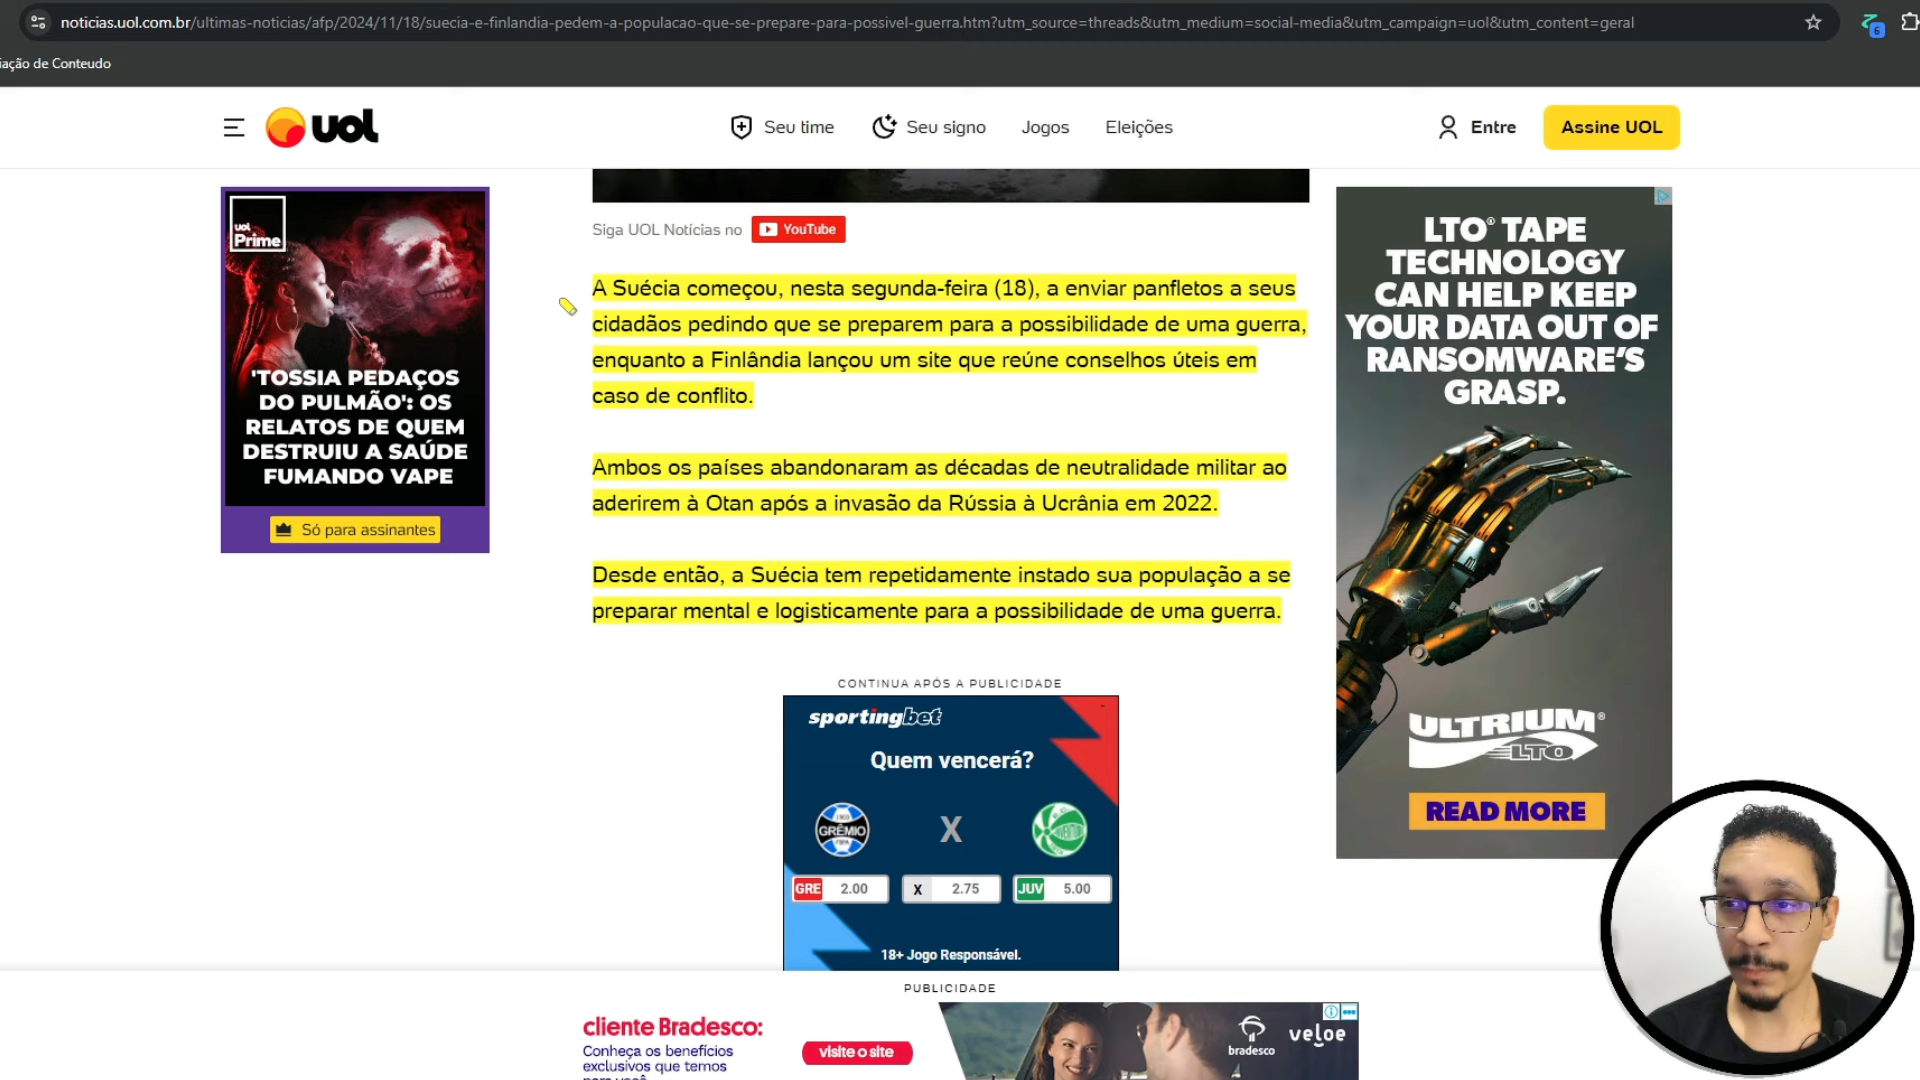 noticias.uol.com.br/ultimas-noticias/afp/2024/11/18/suecia-e-finlandia-pedem-a-populacao-que-se-prepare-para-possivel-guerra.htm?utm_source=threads&utm_medium=social-media&utm_campaign=uol&utm_content=geral
6
iação de Conteudo
uol
Seu time
Seu signo
Jogos
Eleições
Entre
Assine UOL
uol
Prime
'TOSSIA PEDAÇOS
DO PULMÃO': OS
RELATOS DE QUEM
DESTRUIU A SAÚDE
FUMANDO VAPE
Só para assinantes
Siga UOL Notícias no
YouTube
A Suécia começou, nesta segunda-feira (18), a enviar panfletos a seus
cidadãos pedindo que se preparem para a possibilidade de uma guerra,
enquanto a Finlândia lançou um site que reúne conselhos úteis em
caso de conflito.
Ambos os países abandonaram as décadas de neutralidade militar ao
aderirem à Otan após a invasão da Rússia à Ucrânia em 2022.
Desde então, a Suécia tem repetidamente instado sua população a se
preparar mental e logisticamente para a possibilidade de uma guerra.
CONTINUA APÓS A PUBLICIDADE
sportingbet
Quem vencerá?
GRÊMIO
X
GRE 2.00
X 2.75
JUV 5.00
18+ Jogo Responsável.
LTO® TAPE
TECHNOLOGY
CAN HELP KEEP
YOUR DATA OUT OF
RANSOMWARE'S
GRASP.
ULTRIUM®
LTO
READ MORE
PUBLICIDADE
cliente Bradesco:
Conheça os benefícios
exclusivos que temos
para você
visite o site
bradesco
veloe